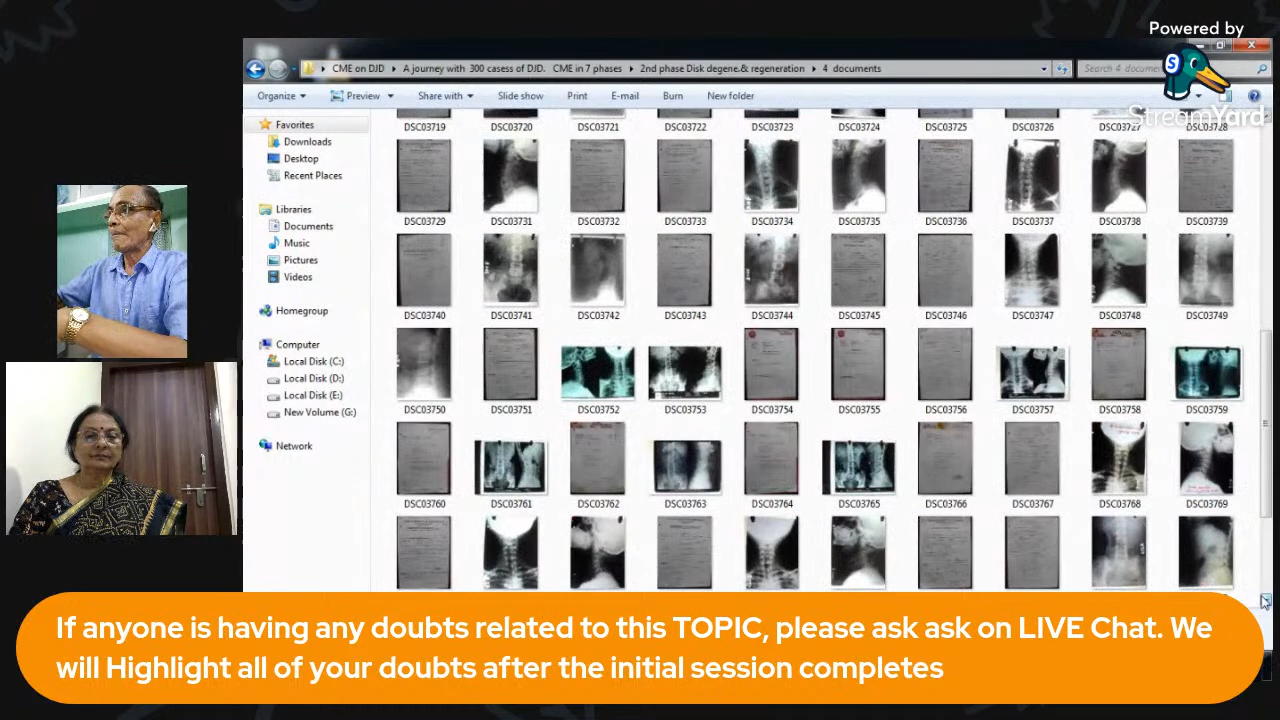 Powered by
StreamYard
CME on DJD
A journey with 300 casess of DJD. CME in 7 phases
2nd phase Disk degene.& regeneration
4 documents
Search 4 documen
Organize
Preview
Share with
Slide show
Print
E-mail
Burn
New folder
Favorites
Downloads
Desktop
Recent Places
Libraries
Documents
Music
Pictures
Videos
Homegroup
Computer
Local Disk (C:)
Local Disk (D:)
Local Disk (E:)
New Volume (G:)
Network
DSC03719 DSC03720 DSC03721 DSC03722 DSC03723 DSC03724 DSC03725 DSC03726 DSC03727 DSC03728
DSC03729 DSC03731 DSC03732 DSC03733 DSC03734 DSC03735 DSC03736 DSC03737 DSC03738 DSC03739
DSC03740 DSC03741 DSC03742 DSC03743 DSC03744 DSC03745 DSC03746 DSC03747 DSC03748 DSC03749
DSC03750 DSC03751 DSC03752 DSC03753 DSC03754 DSC03755 DSC03756 DSC03757 DSC03758 DSC03759
DSC03760 DSC03761 DSC03762 DSC03763 DSC03764 DSC03765 DSC03766 DSC03767 DSC03768 DSC03769
If anyone is having any doubts related to this TOPIC, please ask ask on LIVE Chat. We
will Highlight all of your doubts after the initial session completes